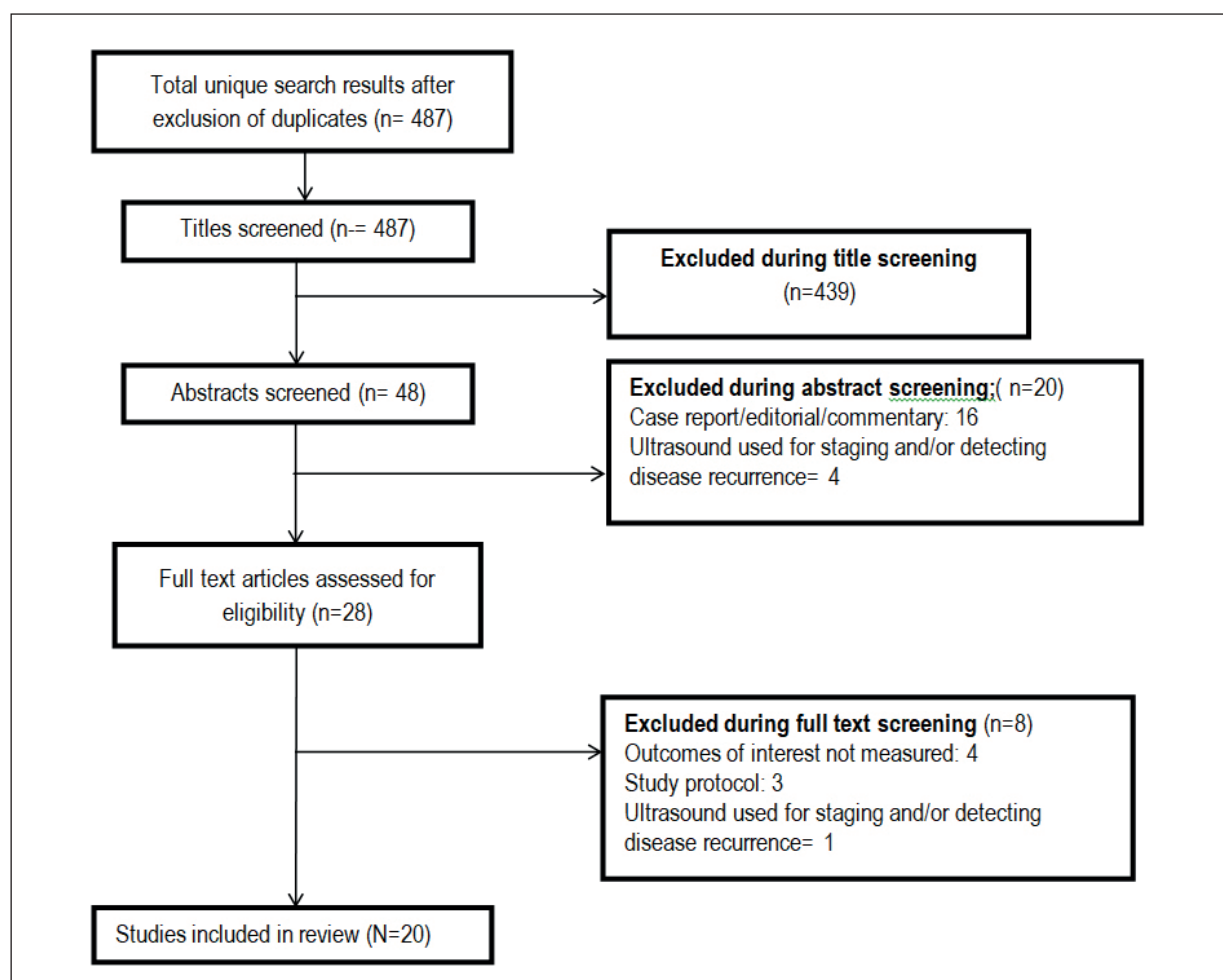 Total unique search results after
exclusion of duplicates (n= 487)
Titles screened (n-= 487)
Excluded during title screening
(n=439)
Abstracts screened (n= 48)
Excluded during abstract screening;( n=20)
Case report/editorial/commentary: 16
Ultrasound used for staging and/or detecting
disease recurrence= 4
Full text articles assessed for
eligibility (n=28)
Excluded during full text screening (n=8)
Outcomes of interest not measured: 4
Study protocol: 3
Ultrasound used for staging and/or detecting
disease recurrence= 1
Studies included in review (N=20)